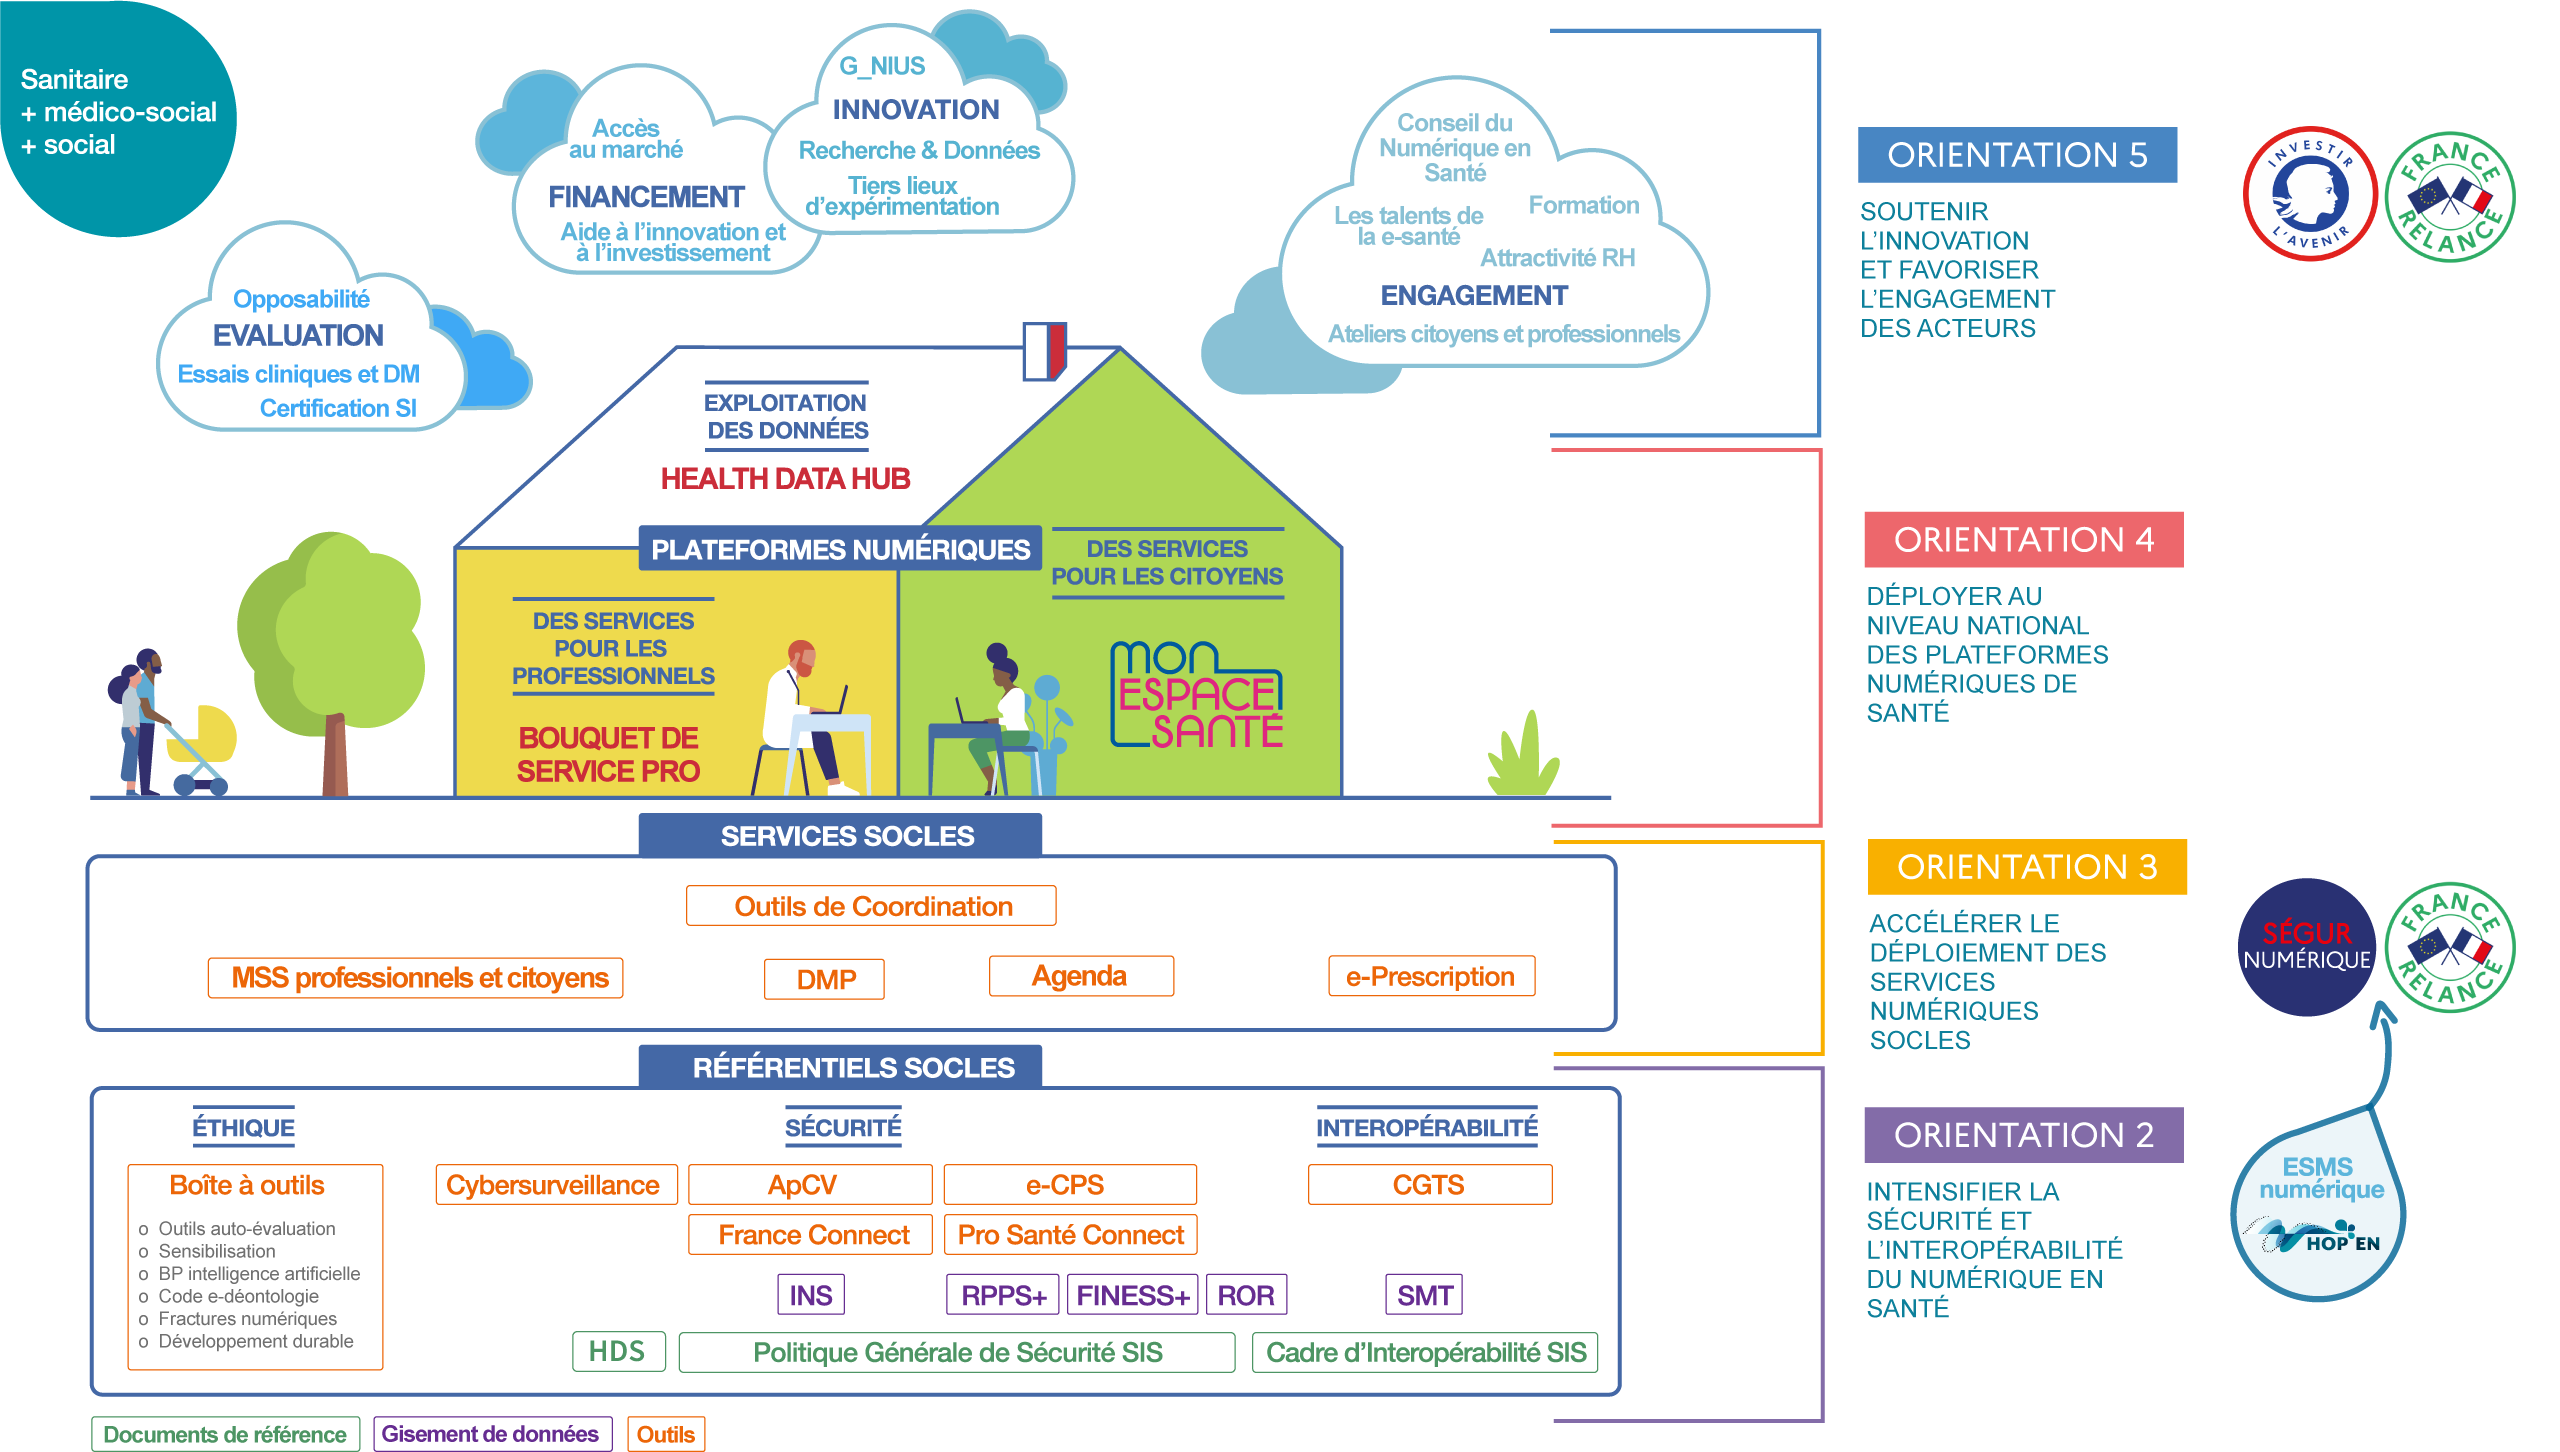 Sanitaire
+ médico-social
+ social
Opposabilité
EVALUATION
Essais cliniques et DM
Certification SI
Accès
au marché
FINANCEMENT
Aide à l'innovation et
à l'investissement
G_NIUS
INNOVATION
Recherche & Données
Tiers lieux
d'expérimentation
Conseil du
Numérique en
Santé
Formation
Les talents de
la e-santé
Attractivité RH
ENGAGEMENT
Ateliers citoyens et professionnels
EXPLOITATION
DES DONNÉES
HEALTH DATA HUB
PLATEFORMES NUMÉRIQUES
DES SERVICES
POUR LES
PROFESSIONNELS
BOUQUET DE
SERVICE PRO
DES SERVICES
POUR LES CITOYENS
mon
ESPACE
SANTÉ
SERVICES SOCLES
Outils de Coordination
MSS professionnels et citoyens
DMP
Agenda
e-Prescription
RÉFÉRENTIELS SOCLES
ÉTHIQUE
Boîte à outils
o Outils auto-évaluation
o Sensibilisation
o BP intelligence artificielle
o Code e-déontologie
o Fractures numériques
o Développement durable
SÉCURITÉ
Cybersurveillance
ApCV
e-CPS
France Connect
Pro Santé Connect
INS
RPPS+
FINESS+
ROR
HDS
Politique Générale de Sécurité SIS
INTEROPÉRABILITÉ
CGTS
SMT
Cadre d'Interopérabilité SIS
Documents de référence
Gisement de données
Outils
ORIENTATION 5
SOUTENIR
L'INNOVATION
ET FAVORISER
L'ENGAGEMENT
DES ACTEURS
INVESTIR
L'AVENIR
FRANCE
RELANCE
ORIENTATION 4
DÉPLOYER AU
NIVEAU NATIONAL
DES PLATEFORMES
NUMÉRIQUES DE
SANTÉ
ORIENTATION 3
ACCÉLÉRER LE
DÉPLOIEMENT DES
SERVICES
NUMÉRIQUES
SOCLES
SÉGUR
NUMÉRIQUE
FRANCE
RELANCE
ORIENTATION 2
INTENSIFIER LA
SÉCURITÉ ET
L'INTEROPÉRABILITÉ
DU NUMÉRIQUE EN
SANTÉ
ESMS
numérique
HOP'EN